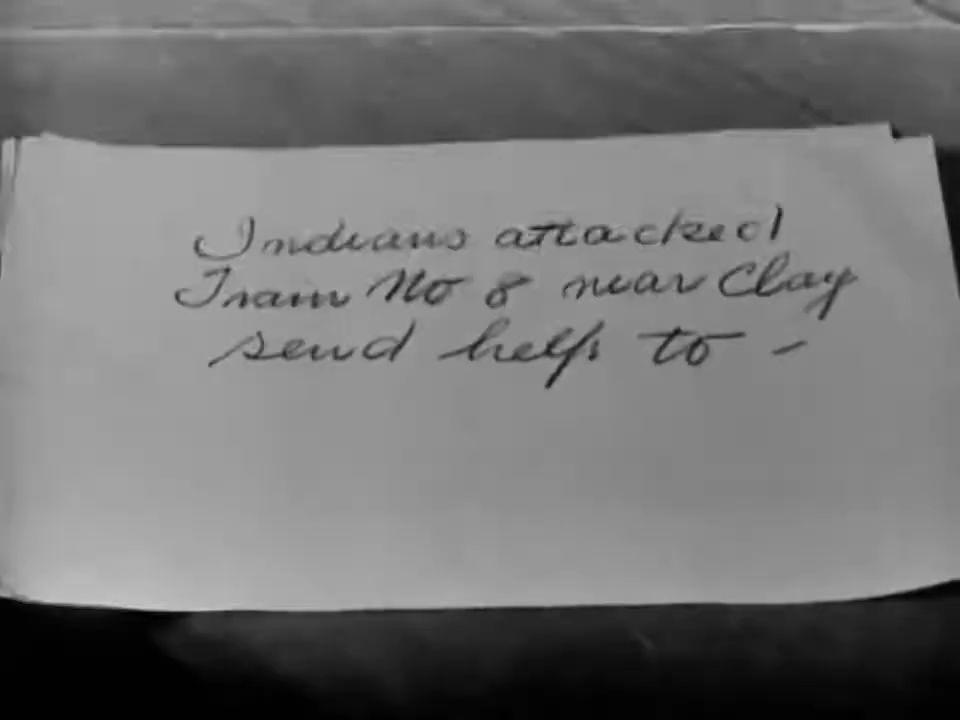 Indians attacked
Train No 8 near Clay
send help to -